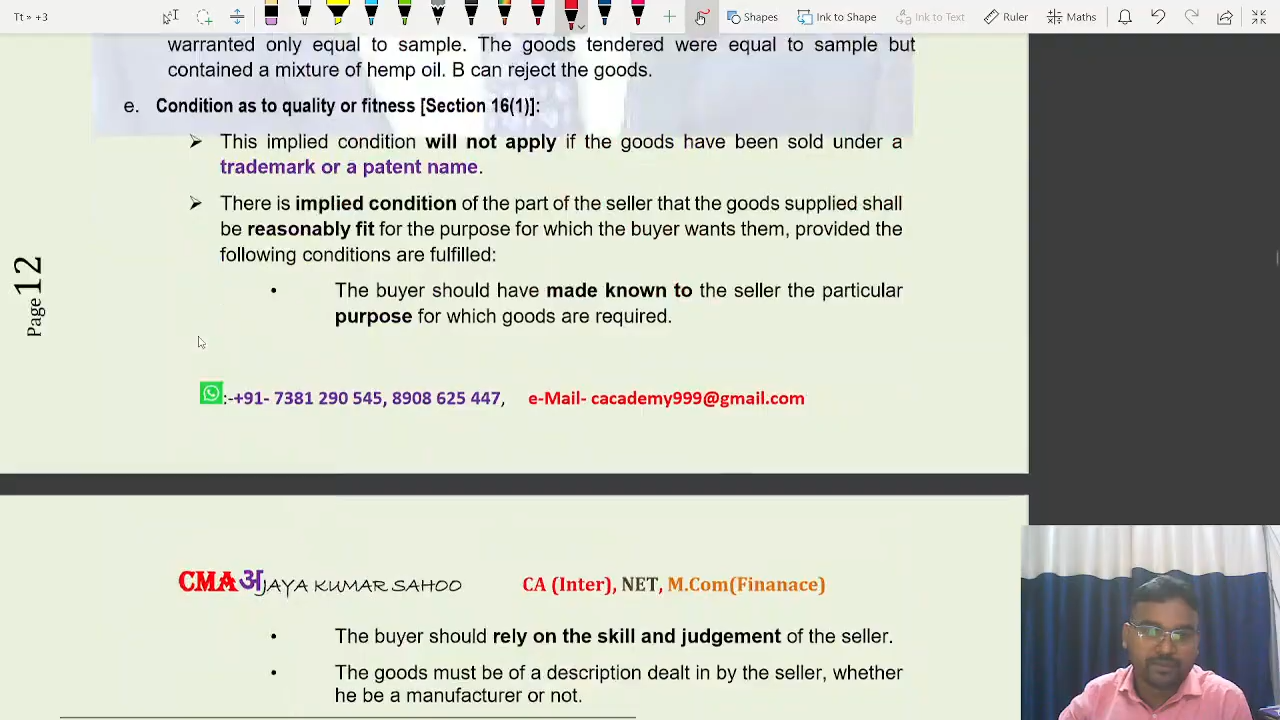 Tт: =+3
Shapes
Ink to Shape
Ink to Text
Ruler
Maths
warranted only equal to sample. The goods tendered were equal to sample but
contained a mixture of hemp oil. B can reject the goods.
e. Condition as to quality or fitness [Section 16(1)]:
➢ This implied condition will not apply if the goods have been sold under a
trademark or a patent name.
➢ There is implied condition of the part of the seller that the goods supplied shall
be reasonably fit for the purpose for which the buyer wants them, provided the
following conditions are fulfilled:
• The buyer should have made known to the seller the particular
purpose for which goods are required.
Page 12
:-+91- 7381 290 545, 8908 625 447, e-Mail- cacademy999@gmail.com
CMA अJAYA KUMAR SAHOO CA (Inter), NET, M.Com(Finanace)
• The buyer should rely on the skill and judgement of the seller.
• The goods must be of a description dealt in by the seller, whether
he be a manufacturer or not.